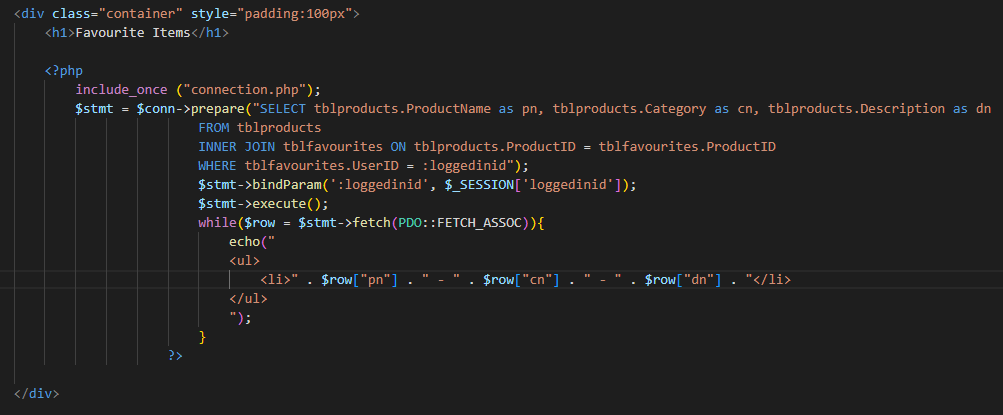 <div class="container" style="padding:100px">
<h1>Favourite Items</h1>
<?php
include_once ("connection.php");
$stmt = $conn->prepare("SELECT tblproducts.ProductName as pn, tblproducts.Category as cn, tblproducts.Description as dn
FROM tblproducts
INNER JOIN tblfavourites ON tblproducts.ProductID = tblfavourites.ProductID
WHERE tblfavourites.UserID = :loggedinid");
$stmt->bindParam(':loggedinid', $_SESSION['loggedinid']);
$stmt->execute();
while($row = $stmt->fetch(PDO::FETCH_ASSOC)){
echo("
<ul>
<li>" . $row["pn"] . " - " . $row["cn"] . " - " . $row["dn"] . "</li>
</ul>
");
}
?>
</div>